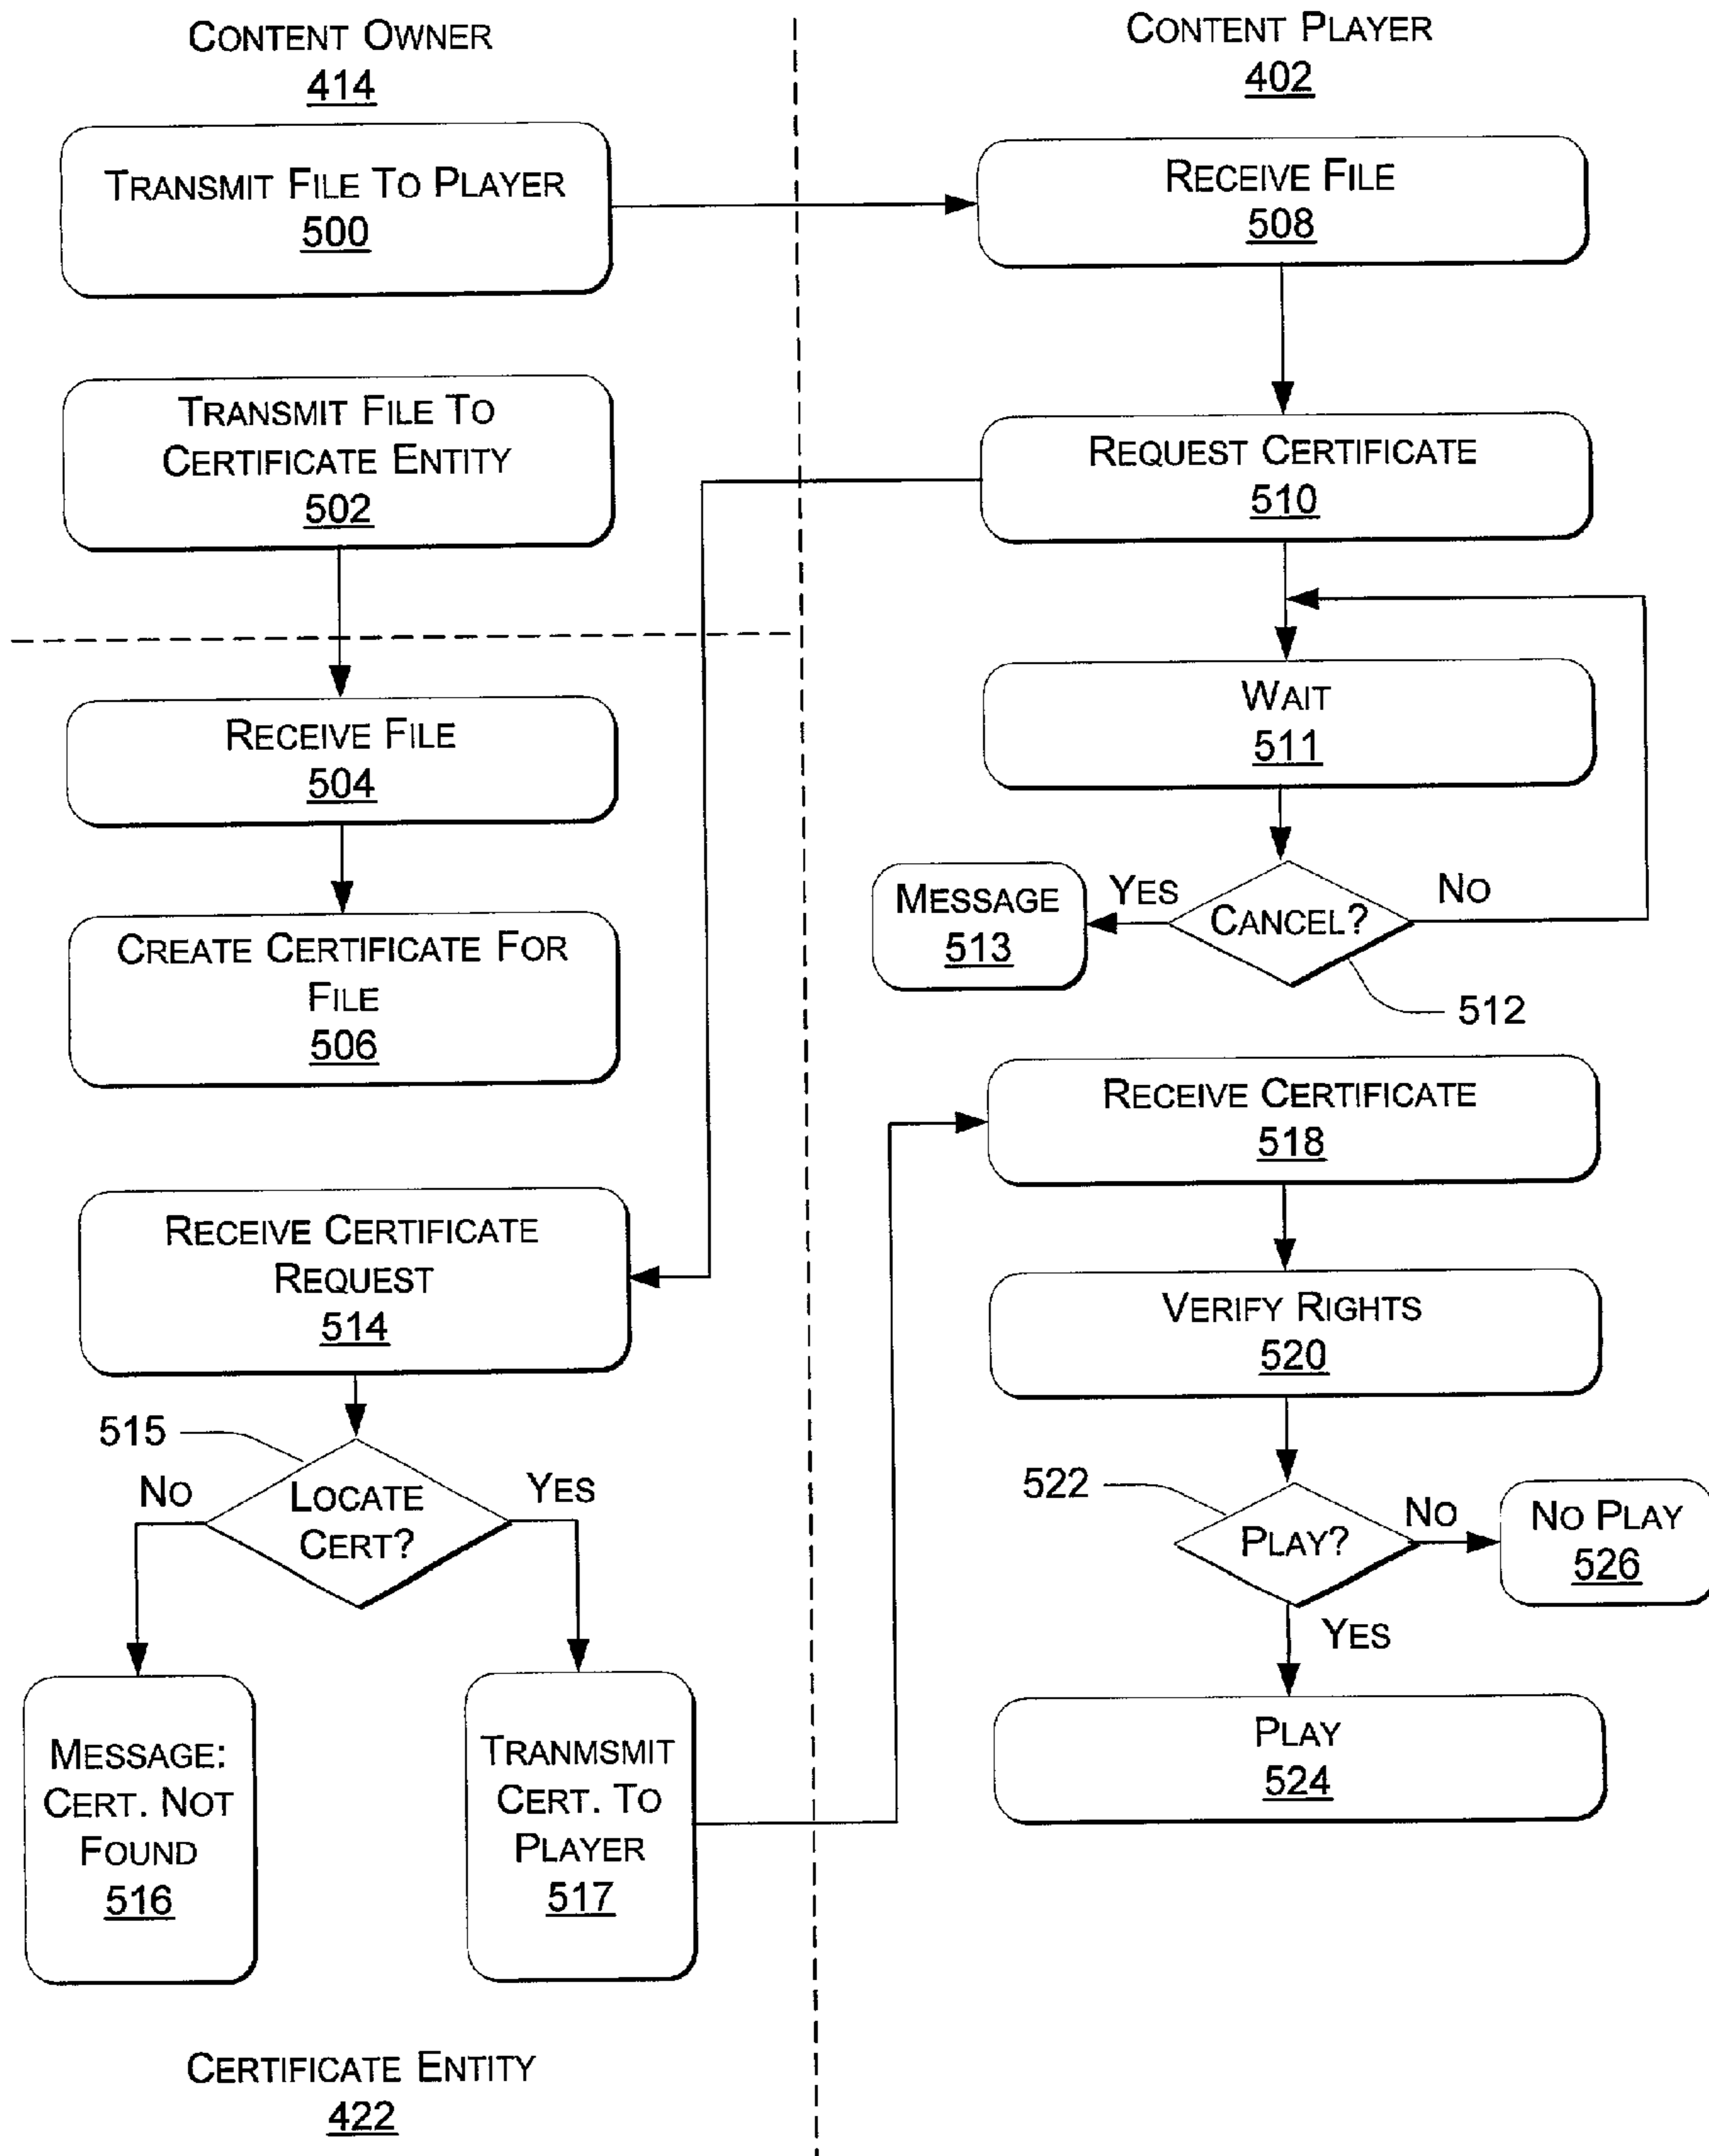 CONTENT OWNER
414
TRANSMIT FILE TO PLAYER
500
TRANSMIT FILE TO
CERTIFICATE ENTITY
502
RECEIVE FILE
504
CREATE CERTIFICATE FOR
FILE
506
RECEIVE CERTIFICATE
REQUEST
514
515
NO
LOCATE
CERT?
YES
MESSAGE:
CERT. NOT
FOUND
516
TRANMSMIT
CERT. TO
PLAYER
517
CERTIFICATE ENTITY
422
CONTENT PLAYER
402
RECEIVE FILE
508
REQUEST CERTIFICATE
510
WAIT
511
MESSAGE
513
YES
CANCEL?
NO
512
RECEIVE CERTIFICATE
518
VERIFY RIGHTS
520
522
PLAY?
NO
NO PLAY
526
YES
PLAY
524